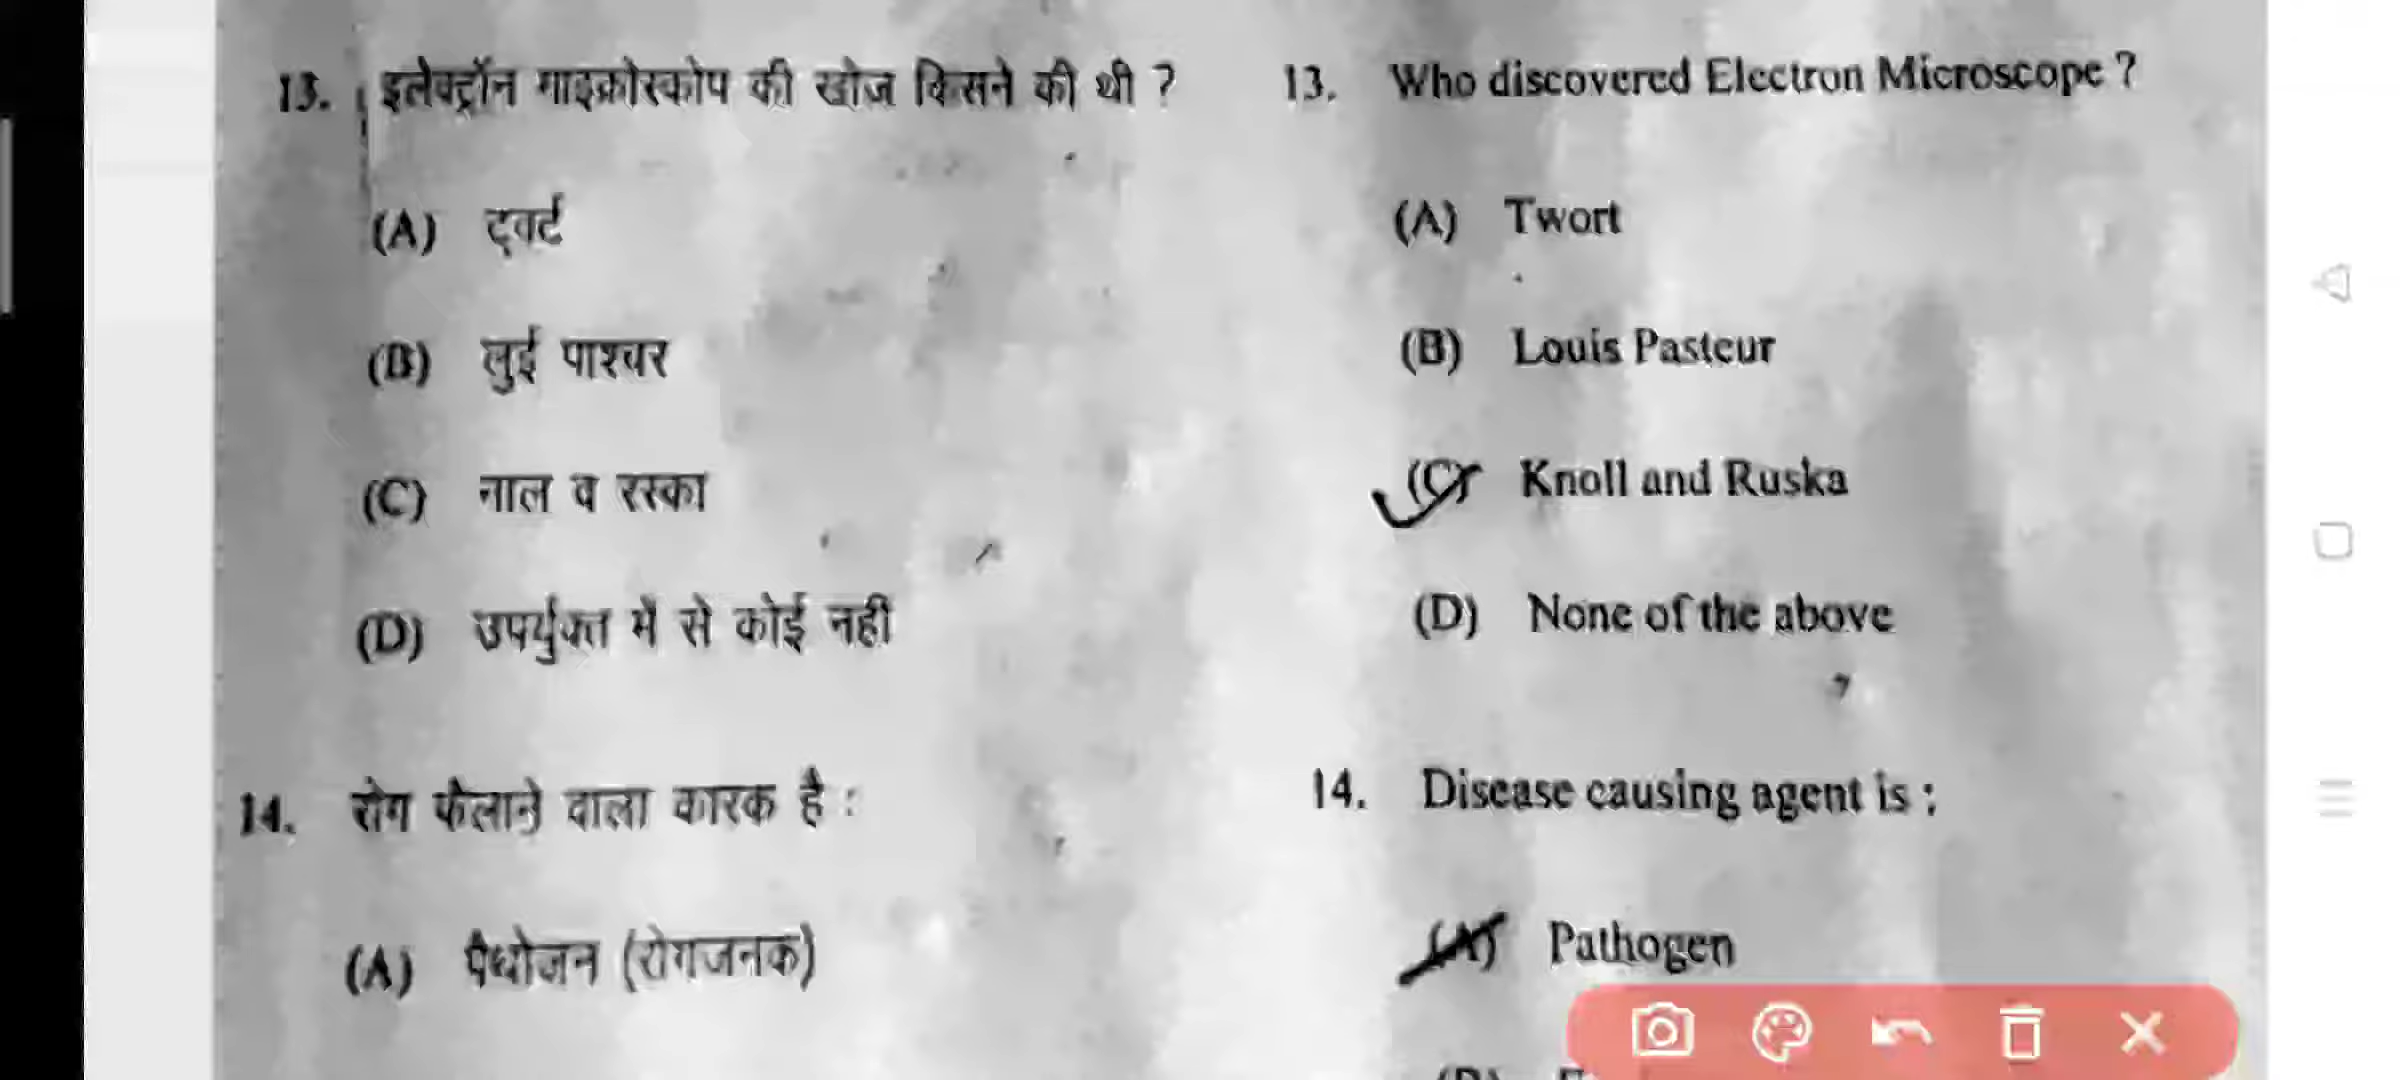 13. इलेक्ट्रॉन माइक्रोस्कोप की खोज किसने की थी ?
(A) ट्वर्ट
(B) लुई पाश्चर
(C) नाल व रस्का
(D) उपर्युक्त में से कोई नहीं
14. रोग फैलाने वाला कारक है :
(A) पैथोजन (रोगजनक)
13. Who discovered Electron Microscope ?
(A) Twort
(B) Louis Pasteur
(C) Knoll and Ruska
(D) None of the above
14. Disease causing agent is :
(A) Pathogen